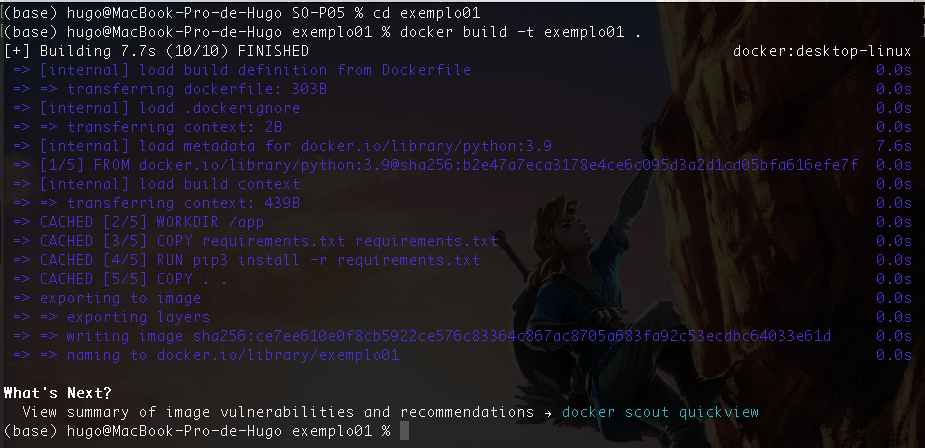 (base) hugo@MacBook-Pro-de-Hugo SO-P05 % cd exemplo01
(base) hugo@MacBook-Pro-de-Hugo exemplo01 % docker build -t exemplo01 .
[+] Building 7.7s (10/10) FINISHED docker:desktop-linux
=> [internal] load build definition from Dockerfile 0.0s
=> => transferring dockerfile: 303B 0.0s
=> [internal] load .dockerignore 0.0s
=> => transferring context: 2B 0.0s
=> [internal] load metadata for docker.io/library/python:3.9 7.6s
=> [1/5] FROM docker.io/library/python:3.9@sha256:b2e47a7eca3178e4ce6c095d3a2d1cd05bfa616efe7f 0.0s
=> [internal] load build context 0.0s
=> => transferring context: 439B 0.0s
=> CACHED [2/5] WORKDIR /app 0.0s
=> CACHED [3/5] COPY requirements.txt requirements.txt 0.0s
=> CACHED [4/5] RUN pip3 install -r requirements.txt 0.0s
=> CACHED [5/5] COPY . . 0.0s
=> exporting to image 0.0s
=> => exporting layers 0.0s
=> => writing image sha256:ce7ee610e0f8cb5922ce576c83364c867ac8705a683fa92c53ecdbc64033e61d 0.0s
=> => naming to docker.io/library/exemplo01 0.0s
What's Next?
View summary of image vulnerabilities and recommendations → docker scout quickview
(base) hugo@MacBook-Pro-de-Hugo exemplo01 %